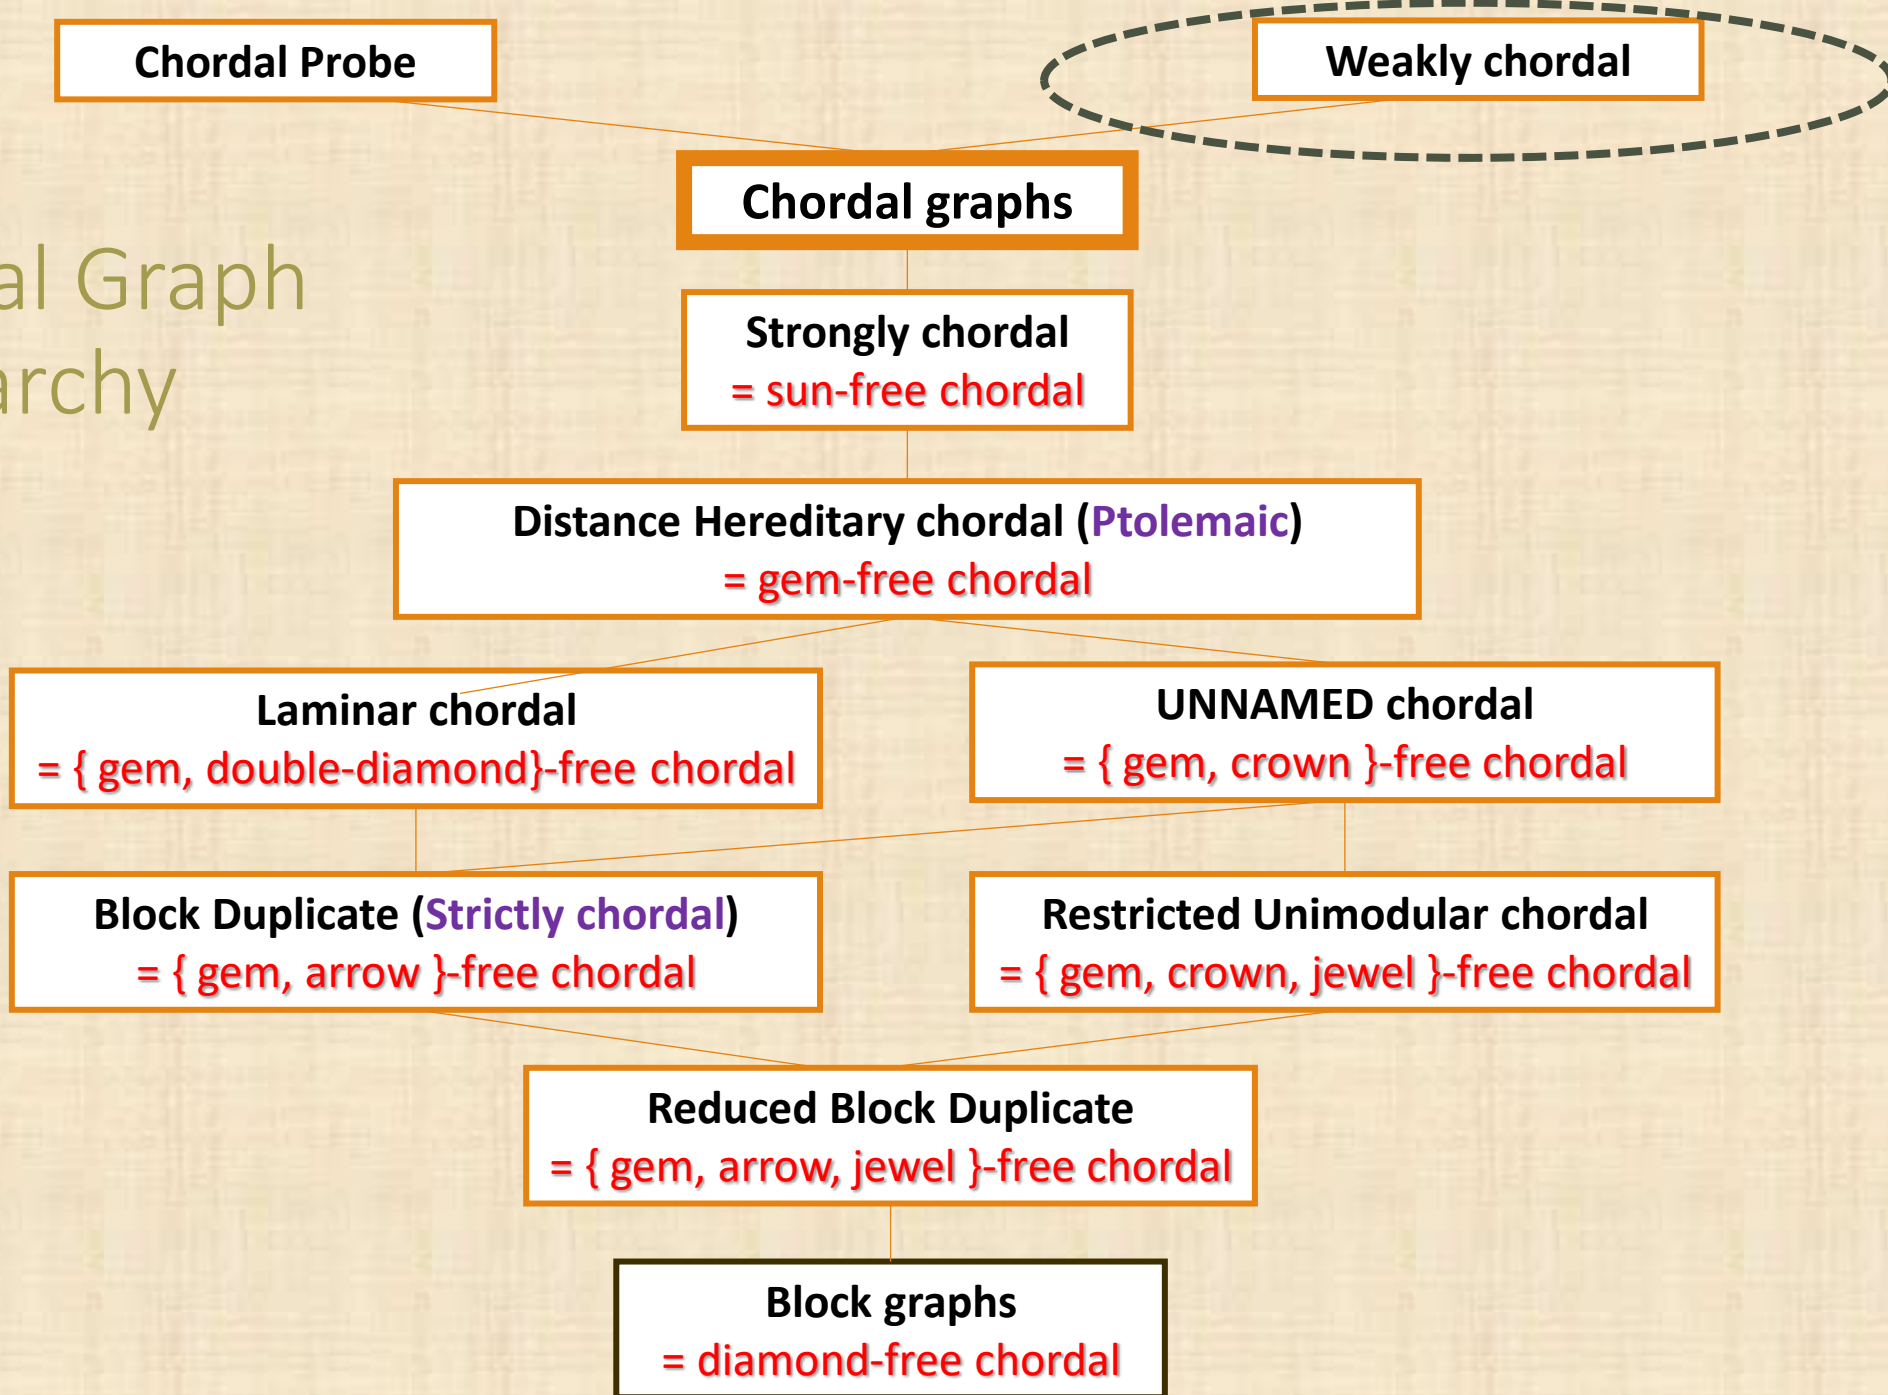 Chordal Probe
Weakly chordal
Chordal graphs
al Graph
archy
Strongly chordal
= sun-free chordal
Distance Hereditary chordal (Ptolemaic)
= gem-free chordal
Laminar chordal
= { gem, double-diamond}-free chordal
UNNAMED chordal
= { gem, crown }-free chordal
Block Duplicate (Strictly chordal)
= { gem, arrow }-free chordal
Restricted Unimodular chordal
= { gem, crown, jewel }-free chordal
Reduced Block Duplicate
= { gem, arrow, jewel }-free chordal
Block graphs
= diamond-free chordal